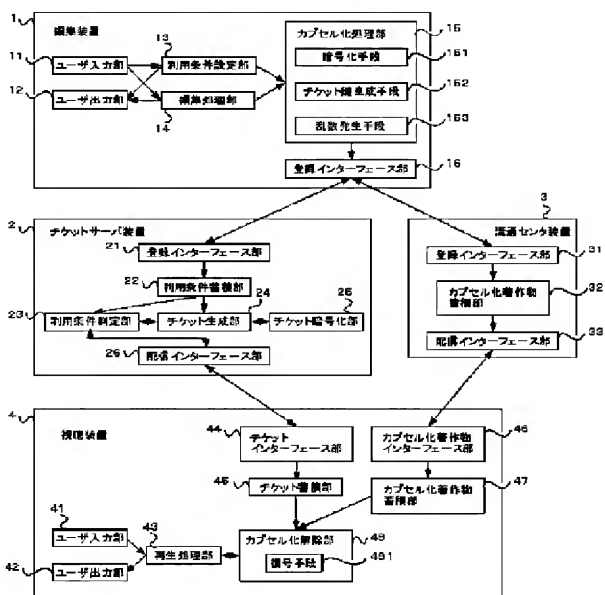 1
編集装置
11
ユーザ入力部
12
ユーザ出力部
13
利用条件設定部
編集処理部
14
カプセル化処理部
15
暗号化手段
151
チケット鍵生成手段
152
乱数発生手段
153
登録インターフェース部
16
2
チケットサーバ装置
21
登録インターフェース部
22
利用条件蓄積部
23
利用条件判定部
24
チケット生成部
25
チケット暗号化部
26
配信インターフェース部
3
流通センタ装置
登録インターフェース部
31
カプセル化著作物
蓄積部
32
配信インターフェース部
33
4
視聴装置
44
チケット
インターフェース部
カプセル化著作物
インターフェース部
46
45
チケット蓄積部
カプセル化著作物
蓄積部
47
41
ユーザ入力部
42
ユーザ出力部
43
再生処理部
カプセル化解除部
48
復号手段
481